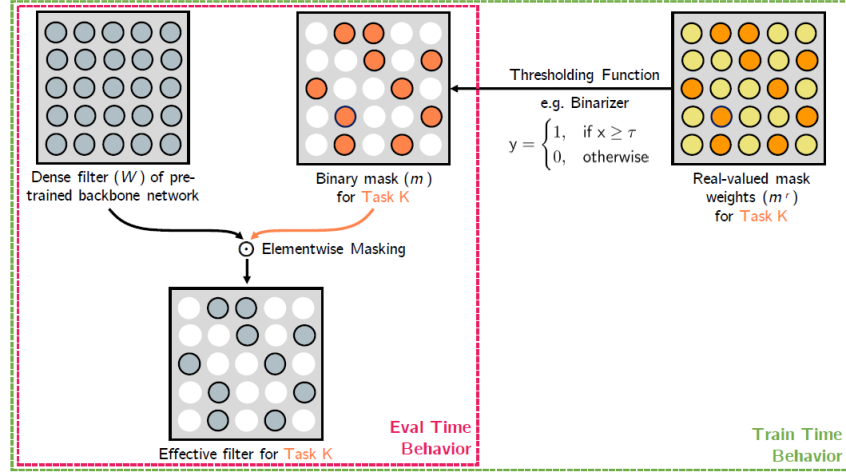 Dense filter (W) of pre-
trained backbone network
Binary mask (m)
for Task K
Thresholding Function
e.g. Binarizer
y = {1, if x ≥ τ
0, otherwise
Real-valued mask
weights (m ʳ)
for Task K
⊙ Elementwise Masking
Effective filter for Task K
Eval Time
Behavior
Train Time
Behavior